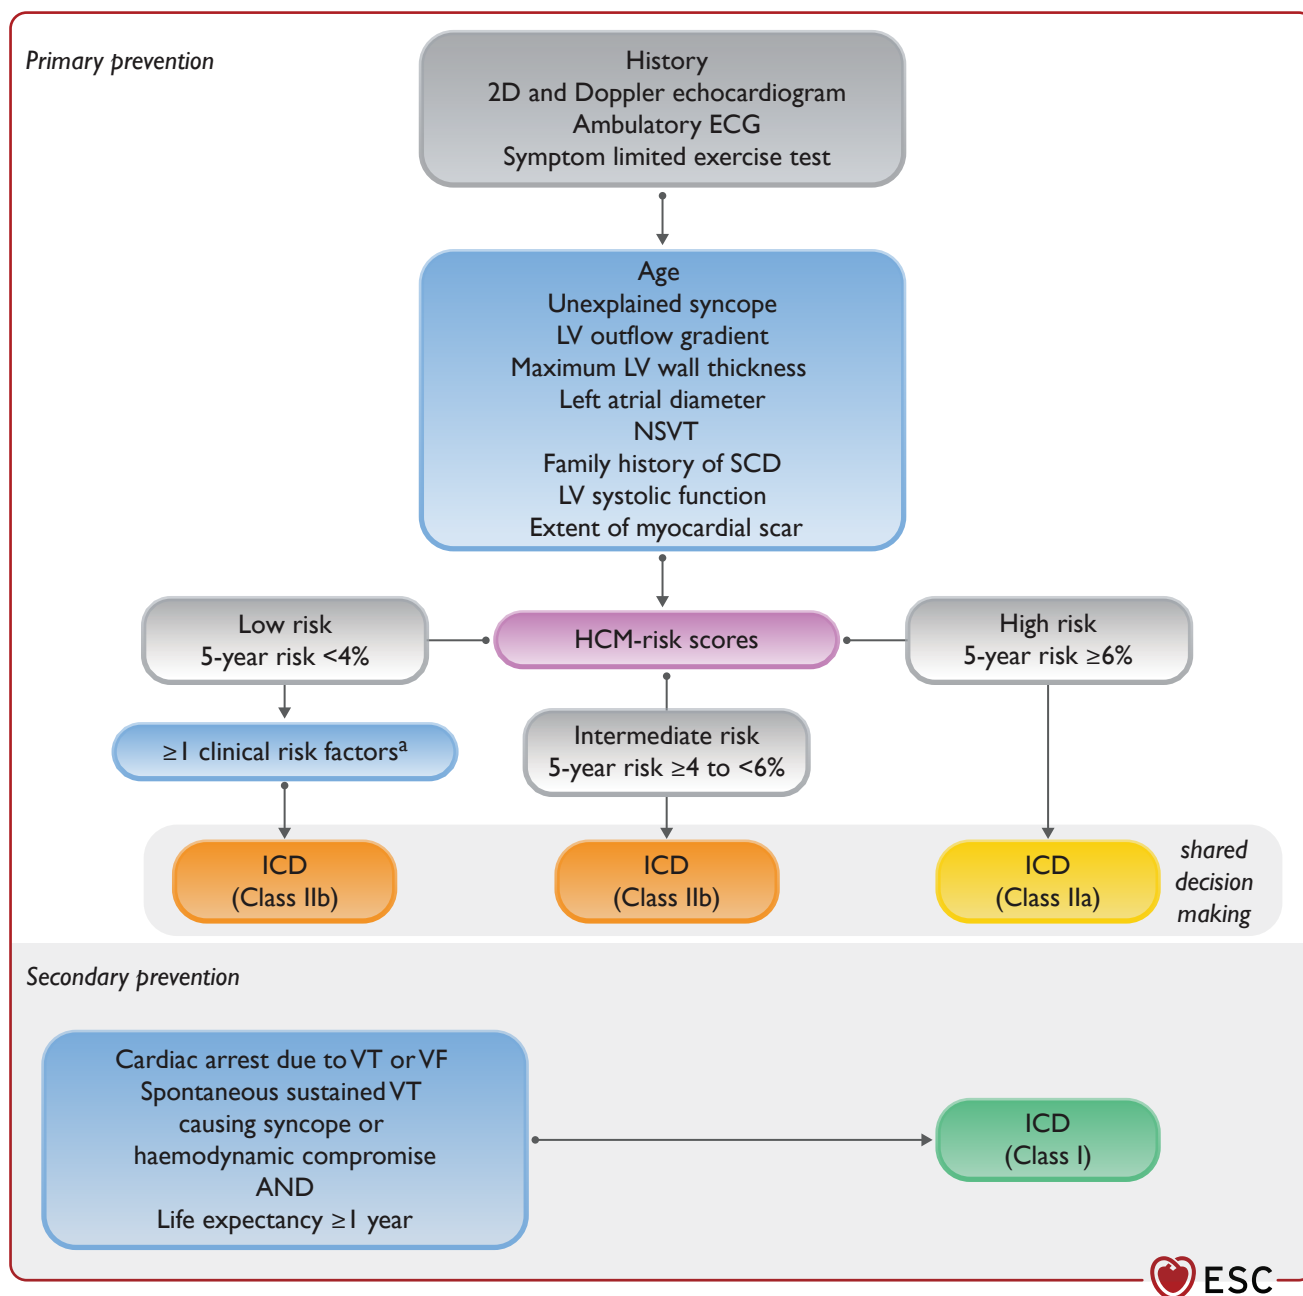 Primary prevention
History
2D and Doppler echocardiogram
Ambulatory ECG
Symptom limited exercise test
Age
Unexplained syncope
LV outflow gradient
Maximum LV wall thickness
Left atrial diameter
NSVT
Family history of SCD
LV systolic function
Extent of myocardial scar
Low risk
5-year risk <4%
HCM-risk scores
High risk
5-year risk ≥6%
≥1 clinical risk factorsᵃ
Intermediate risk
5-year risk ≥4 to <6%
ICD
(Class IIb)
ICD
(Class IIb)
ICD
(Class IIa)
shared
decision
making
Secondary prevention
Cardiac arrest due to VT or VF
Spontaneous sustained VT
causing syncope or
haemodynamic compromise
AND
Life expectancy ≥1 year
ICD
(Class I)
ESC